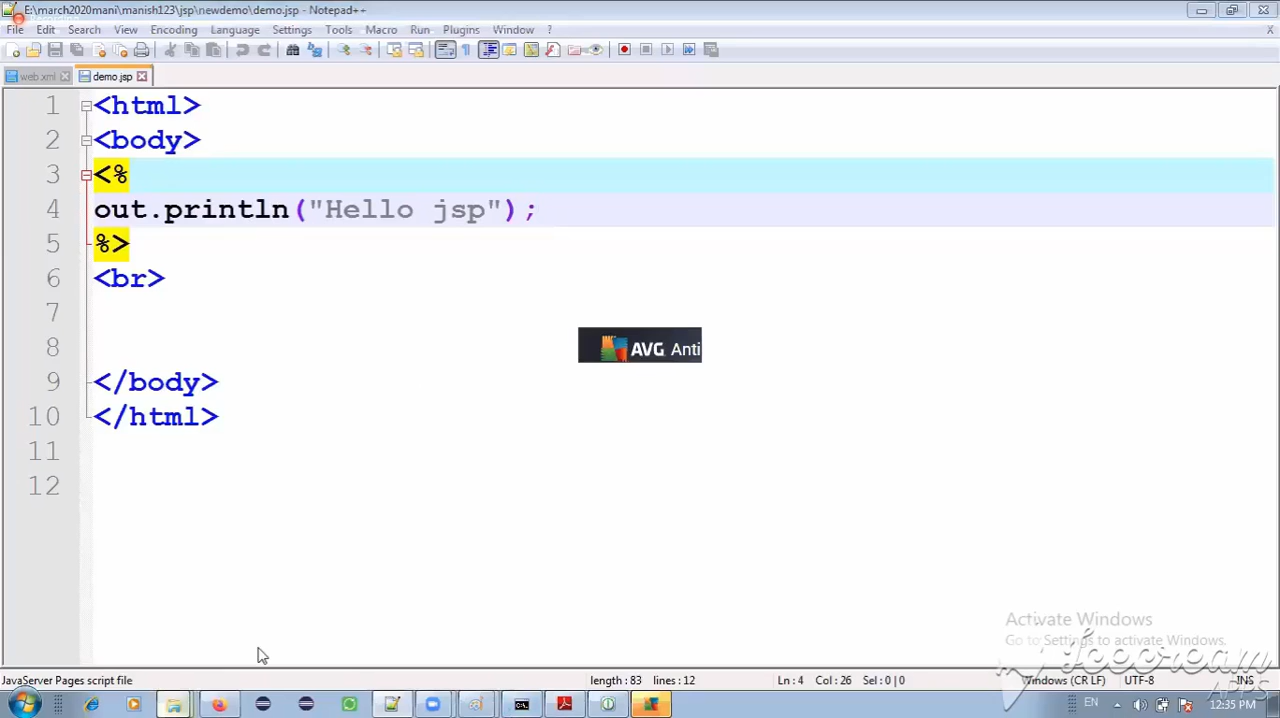 E:\march2020mani\manish123\jsp\newdemo\demo.jsp - Notepad++
File Edit Search View Encoding Language Settings Tools Macro Run Plugins Window ? X
web.xml demo.jsp
1 <html>
2 <body>
3 <%
4 out.println("Hello jsp");
5 %>
6 <br>
7
8
9 </body>
10 </html>
11
12
AVG Anti
Activate Windows
Go to Settings to activate Windows.
Icecream
APPS
JavaServer Pages script file length : 83 lines : 12 Ln : 4 Col : 26 Sel : 0 | 0 Windows (CR LF) UTF-8 INS
EN 12:35 PM